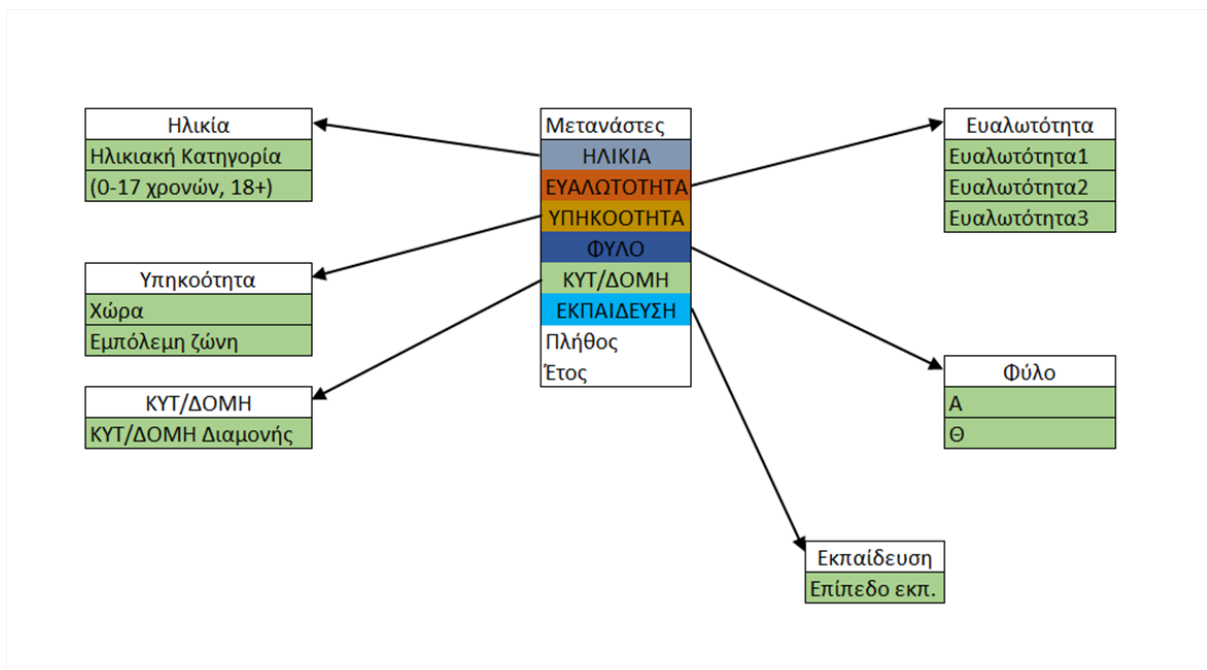 Ηλικία
Ηλικιακή Κατηγορία
(0-17 χρονών, 18+)
Υπηκοότητα
Χώρα
Εμπόλεμη ζώνη
ΚΥΤ/ΔΟΜΗ
ΚΥΤ/ΔΟΜΗ Διαμονής
Μετανάστες
ΗΛΙΚΙΑ
ΕΥΑΛΩΤΟΤΗΤΑ
ΥΠΗΚΟΟΤΗΤΑ
ΦΥΛΟ
ΚΥΤ/ΔΟΜΗ
ΕΚΠΑΙΔΕΥΣΗ
Πλήθος
Έτος
Ευαλωτότητα
Ευαλωτότητα1
Ευαλωτότητα2
Ευαλωτότητα3
Φύλο
Α
Θ
Εκπαίδευση
Επίπεδο εκπ.